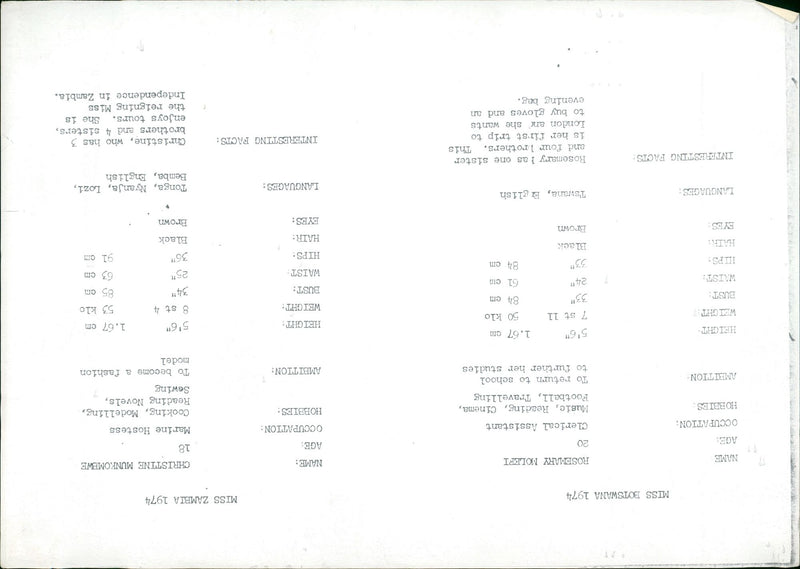 MISS BOTSWANA 1974
NAME ROSEMARY MOLEFI
AGE: 20
OCCUPATION: Clerical Assistant
HOBBIES Music, Reading, Cinema,
Football, Travelling
AMBITION: To return to school
to further her studies
HEIGHT: 5'6" 1.67 cm
WEIGHT 7 st 11 50 klo
BUST: 33" 84 cm
WAIST: 24" 61 cm
HIPS: 33" 84 cm
HAIR: Black
EYES: Brown
LANGUAGES: Tswana, English
INTERESTING FACTS: Rosemary has one sister
and four brothers. This
is her first trip to
London and she wants
to buy gloves and an
evening bag.
MISS ZAMBIA 1974
NAME: CHRISTINE MUNKOMBWE
AGE: 18
OCCUPATION: Marine Hostess
HOBBIES: Cooking, Modelling,
Reading Novels,
Sewing
AMBITION: To become a fashion
model
HEIGHT: 5'6" 1.67 cm
WEIGHT: 8 st 4 53 klo
BUST: 34" 85 cm
WAIST: 25" 63 cm
HIPS: 36" 91 cm
HAIR: Black
EYES: Brown
LANGUAGES: Tonga, Nyanja, Lozi,
Bemba, English
INTERESTING FACTS: Christine, who has 3
brothers and 4 sisters,
enjoys tours. She is
the reigning Miss
Independence in Zambia.